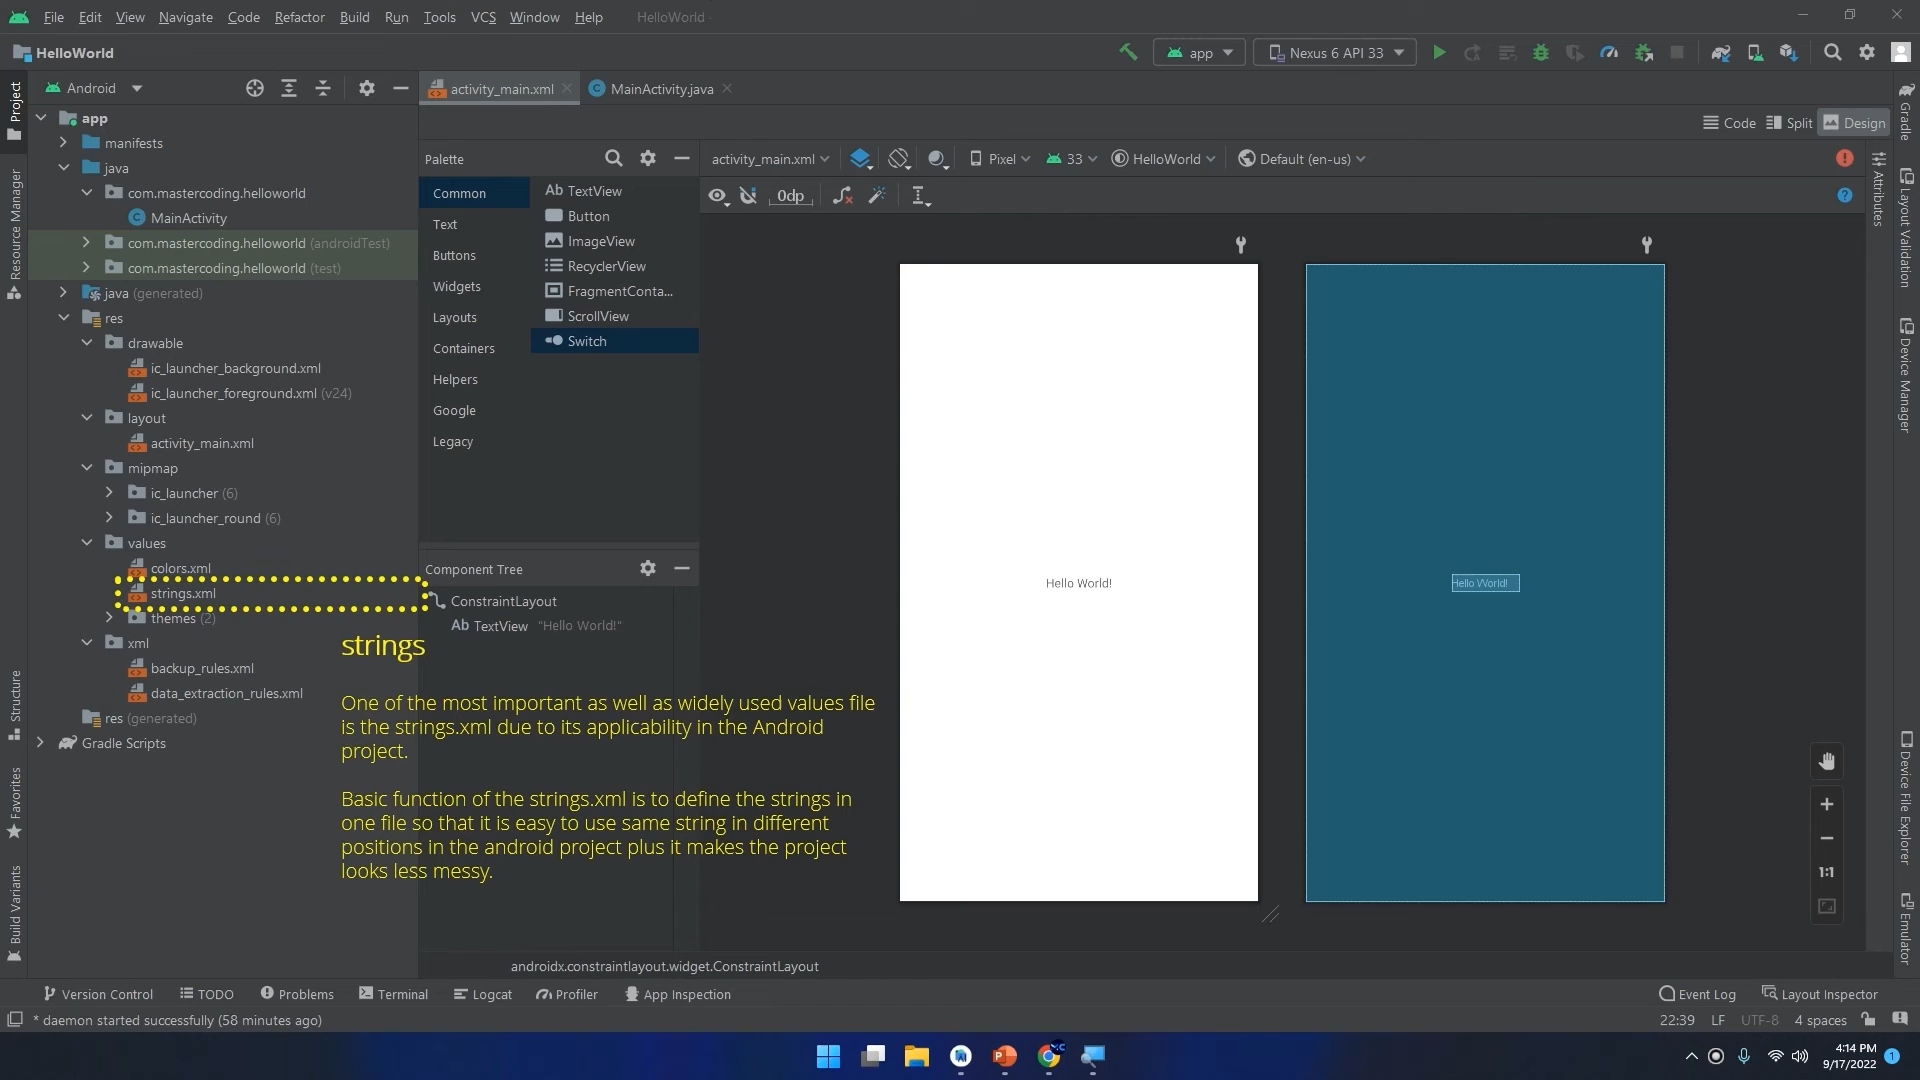 File Edit View Navigate Code Refactor Build Run Tools VCS Window Help HelloWorld
HelloWorld
app
Nexus 6 API 33
Android
activity_main.xml
MainActivity.java
Code
Split
Design
Project
Resource Manager
Structure
Favorites
Build Variants
app
manifests
java
com.mastercoding.helloworld
MainActivity
com.mastercoding.helloworld (androidTest)
com.mastercoding.helloworld (test)
java (generated)
res
drawable
ic_launcher_background.xml
ic_launcher_foreground.xml (v24)
layout
activity_main.xml
mipmap
ic_launcher (6)
ic_launcher_round (6)
values
colors.xml
strings.xml
themes (2)
xml
backup_rules.xml
data_extraction_rules.xml
res (generated)
Gradle Scripts
Palette
Common
Text
Buttons
Widgets
Layouts
Containers
Helpers
Google
Legacy
Ab TextView
Button
ImageView
RecyclerView
FragmentConta...
ScrollView
Switch
activity_main.xml
Pixel
33
HelloWorld
Default (en-us)
0dp
Component Tree
ConstraintLayout
Ab TextView "Hello World!"
strings
One of the most important as well as widely used values file
is the strings.xml due to its applicability in the Android
project.
Basic function of the strings.xml is to define the strings in
one file so that it is easy to use same string in different
positions in the android project plus it makes the project
looks less messy.
Hello World!
Hello World!
1:1
Gradle
Attributes
Layout Validation
Device Manager
Device File Explorer
Emulator
androidx.constraintlayout.widget.ConstraintLayout
Version Control
TODO
Problems
Terminal
Logcat
Profiler
App Inspection
Event Log
Layout Inspector
* daemon started successfully (58 minutes ago)
22:39 LF UTF-8 4 spaces
4:14 PM
9/17/2022
1